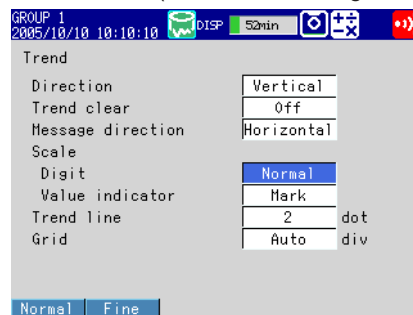 GROUP 1
2005/10/10 10:10:10 DISP 52min
Trend
Direction Vertical
Trend clear Off
Message direction Horizontal
Scale
Digit Normal
Value indicator Mark
Trend line 2 dot
Grid Auto div
Normal Fine